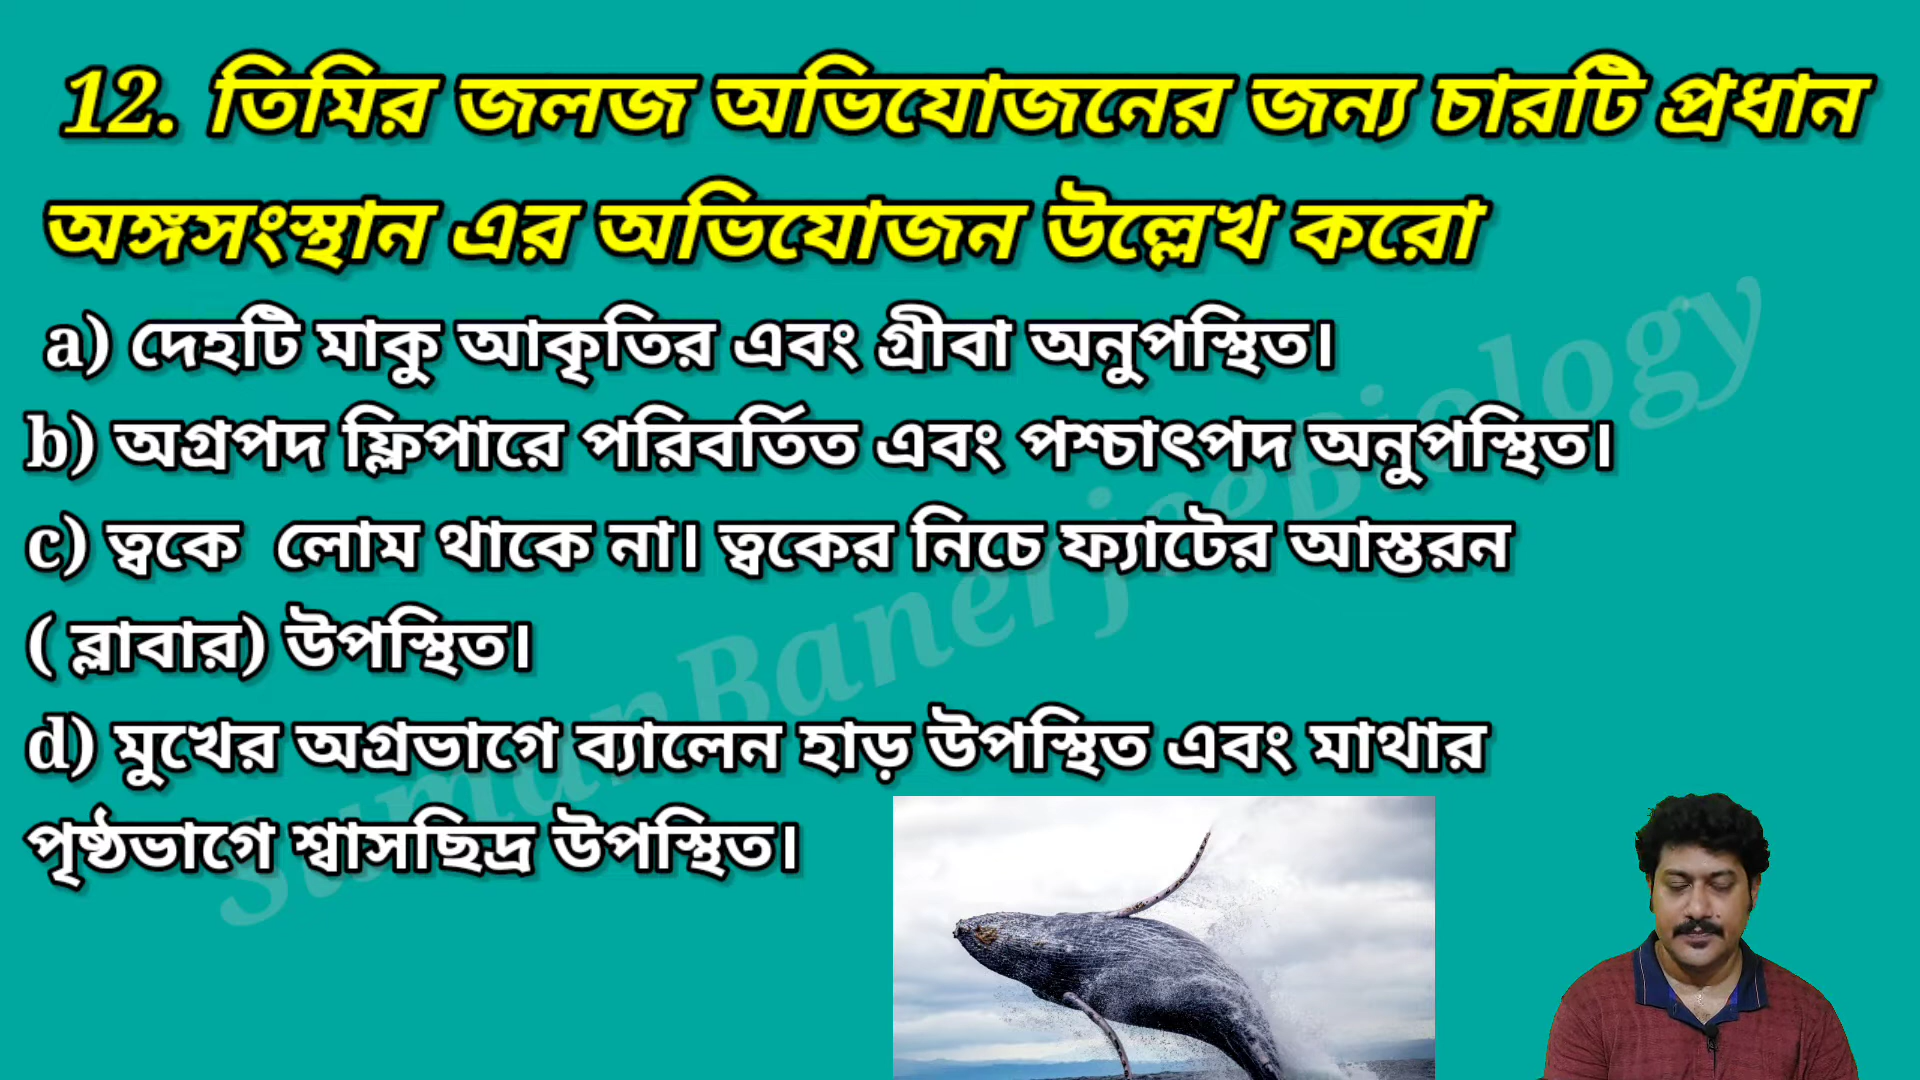 12. তিমির জলজ অভিযোজনের জন্য চারটি প্রধান
অঙ্গসংস্থান এর অভিযোজন উল্লেখ করো
a) দেহটি মাকু আকৃতির এবং গ্রীবা অনুপস্থিত।
b) অগ্রপদ ফ্লিপারে পরিবর্তিত এবং পশ্চাৎপদ অনুপস্থিত।
c) ত্বকে লোম থাকে না। ত্বকের নিচে ফ্যাটের আস্তরন
( ব্লাবার) উপস্থিত।
d) মুখের অগ্রভাগে ব্যালেন হাড় উপস্থিত এবং মাথার
পৃষ্ঠভাগে শ্বাসছিদ্র উপস্থিত।
SumanBanerjeeBiology